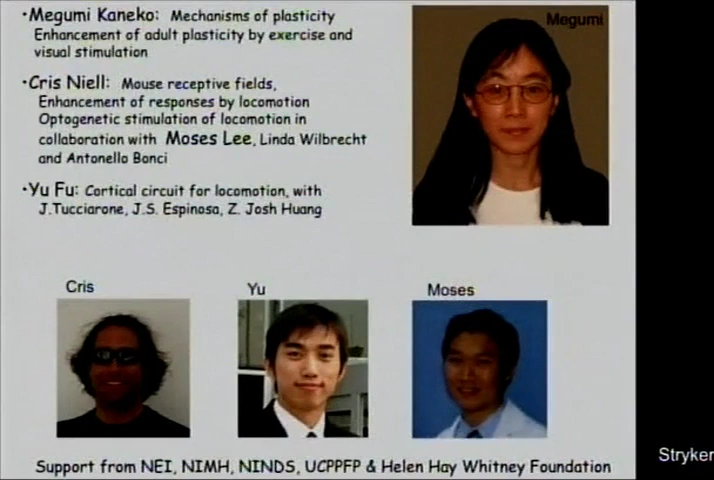 •Megumi Kaneko: Mechanisms of plasticity
Enhancement of adult plasticity by exercise and
visual stimulation
•Cris Niell: Mouse receptive fields,
Enhancement of responses by locomotion
Optogenetic stimulation of locomotion in
collaboration with Moses Lee, Linda Wilbrecht
and Antonello Bonci
•Yu Fu: Cortical circuit for locomotion, with
J.Tucciarone, J.S. Espinosa, Z. Josh Huang
Megumi
Cris
Yu
Moses
Support from NEI, NIMH, NINDS, UCPPFP & Helen Hay Whitney Foundation
Stryker